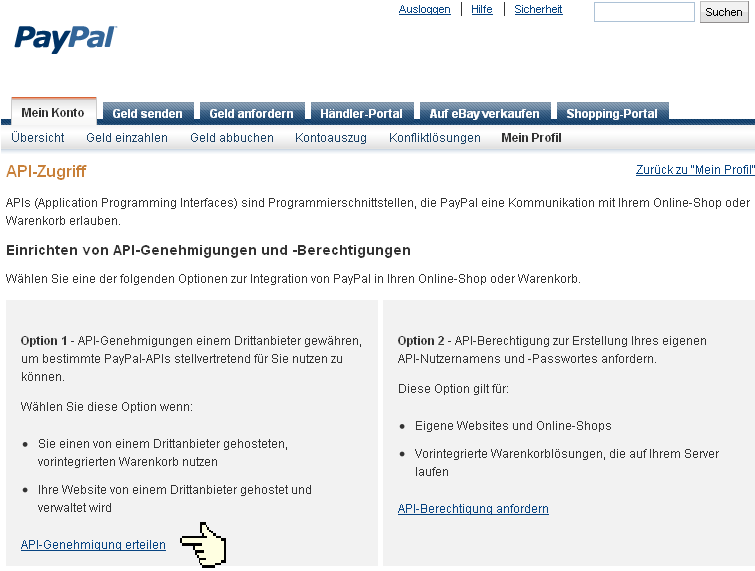 Ausloggen Hilfe Sicherheit Suchen
PayPal
Mein Konto Geld senden Geld anfordern Händler-Portal Auf eBay verkaufen Shopping-Portal
Übersicht Geld einzahlen Geld abbuchen Kontoauszug Konfliktlösungen Mein Profil
API-Zugriff
Zurück zu "Mein Profil"
APIs (Application Programming Interfaces) sind Programmierschnittstellen, die PayPal eine Kommunikation mit Ihrem Online-Shop oder
Warenkorb erlauben.
Einrichten von API-Genehmigungen und -Berechtigungen
Wählen Sie eine der folgenden Optionen zur Integration von PayPal in Ihren Online-Shop oder Warenkorb.
Option 1 - API-Genehmigungen einem Drittanbieter gewähren,
um bestimmte PayPal-APIs stellvertretend für Sie nutzen zu
können.
Wählen Sie diese Option wenn:
• Sie einen von einem Drittanbieter gehosteten,
vorintegrierten Warenkorb nutzen
• Ihre Website von einem Drittanbieter gehostet und
verwaltet wird
API-Genehmigung erteilen
Option 2 - API-Berechtigung zur Erstellung Ihres eigenen
API-Nutzernamens und -Passwortes anfordern.
Diese Option gilt für:
• Eigene Websites und Online-Shops
• Vorintegrierte Warenkorblösungen, die auf Ihrem Server
laufen
API-Berechtigung anfordern